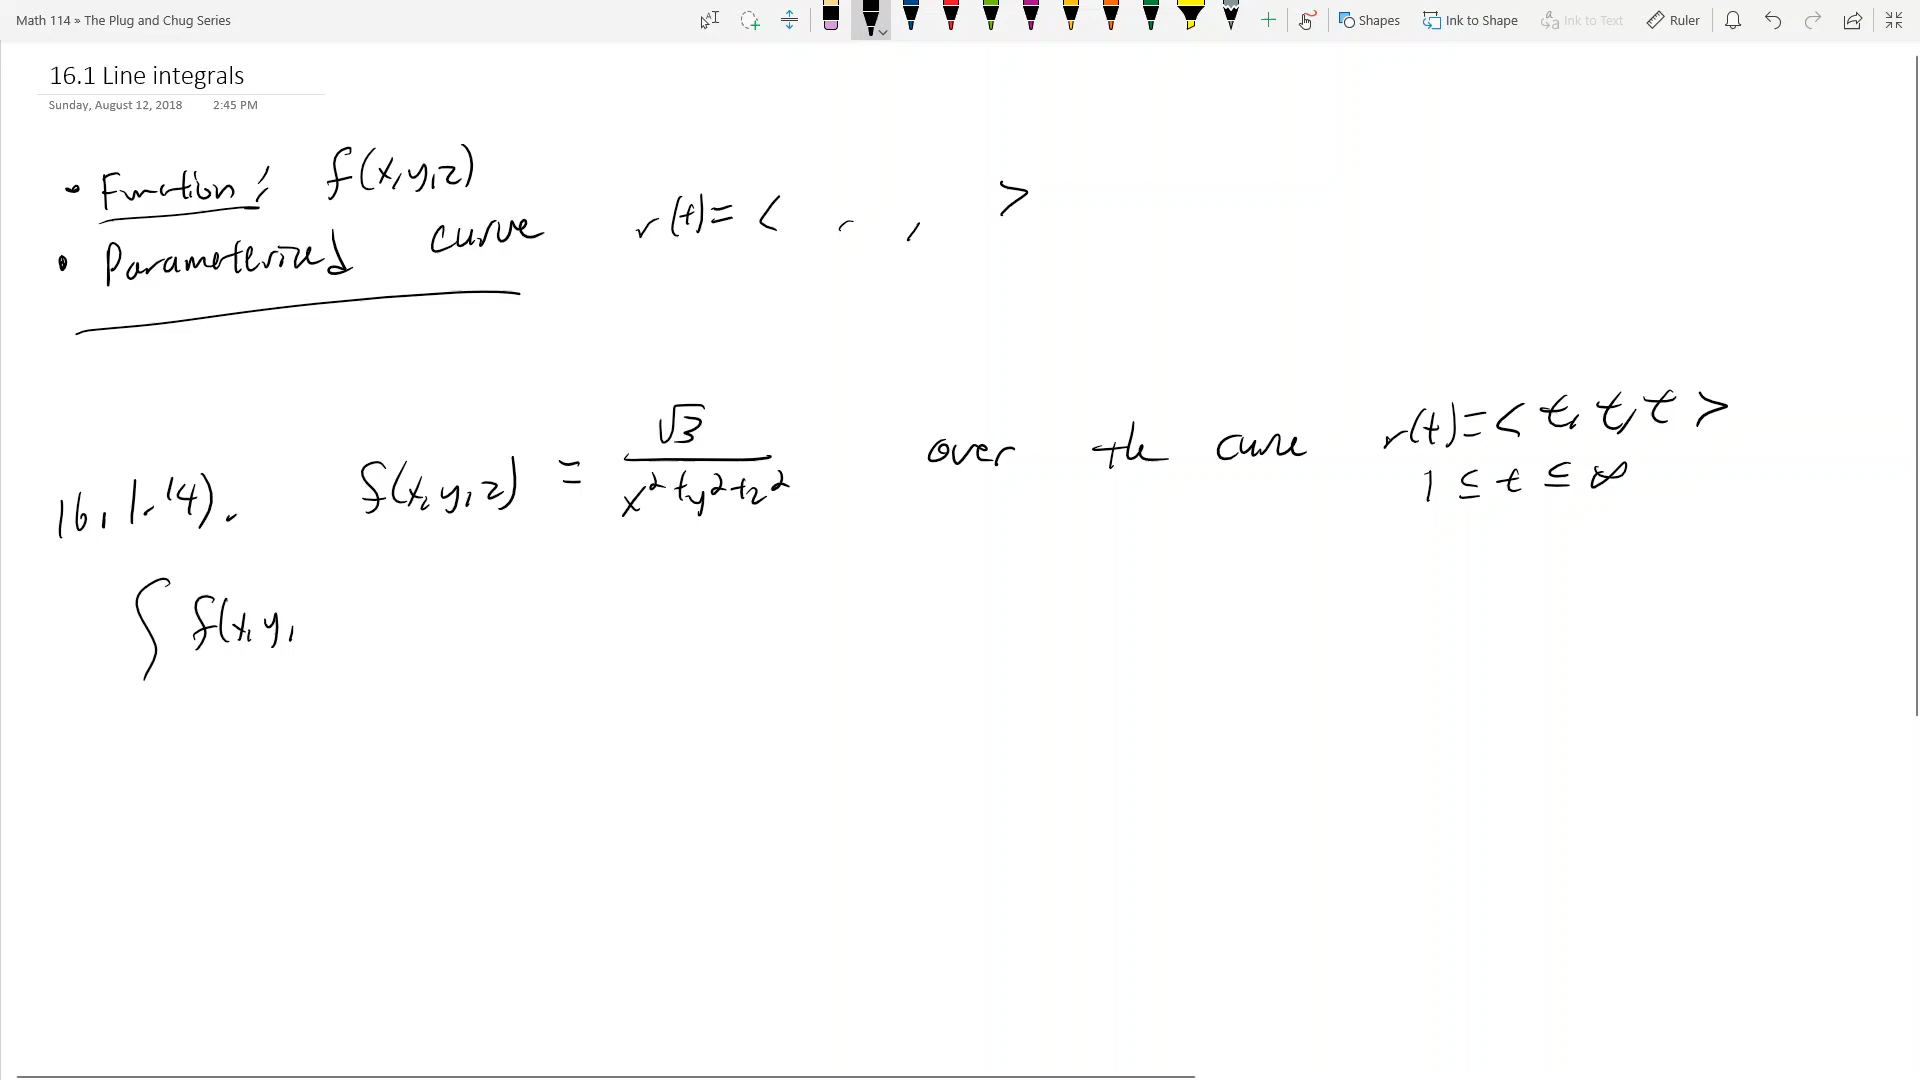 Math 114 » The Plug and Chug Series
Shapes Ink to Shape Ink to Text Ruler
16.1 Line integrals
Sunday, August 12, 2018 2:45 PM
• Function: f(x,y,z)
• Parameterized curve r(t)=< , , >
16.1.14). f(x,y,z) = √3/(x²+y²+z²) over the curve r(t)=<t,t,t>
1 ≤ t ≤ ∞
∫ f(x,y,